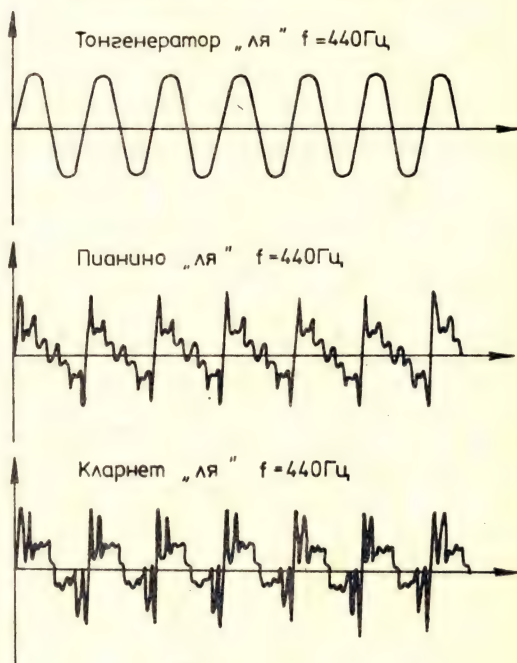 Тонгенератор „ля" f=440Гц
Пианино „ля" f=440Гц
Кларнет „ля" f=440Гц